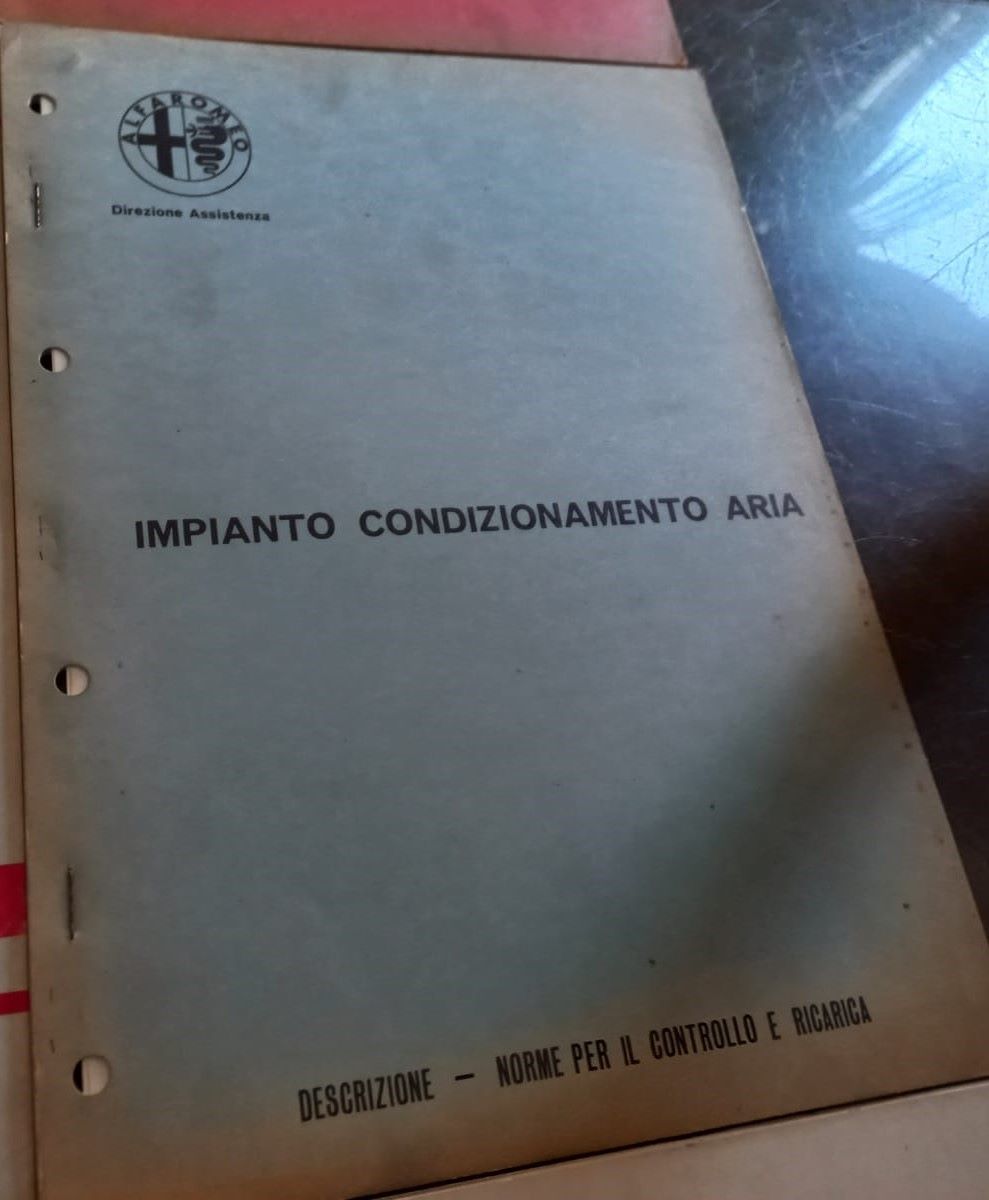 ALFA ROMEO
Direzione Assistenza
IMPIANTO CONDIZIONAMENTO ARIA
DESCRIZIONE — NORME PER IL CONTROLLO E RICARICA